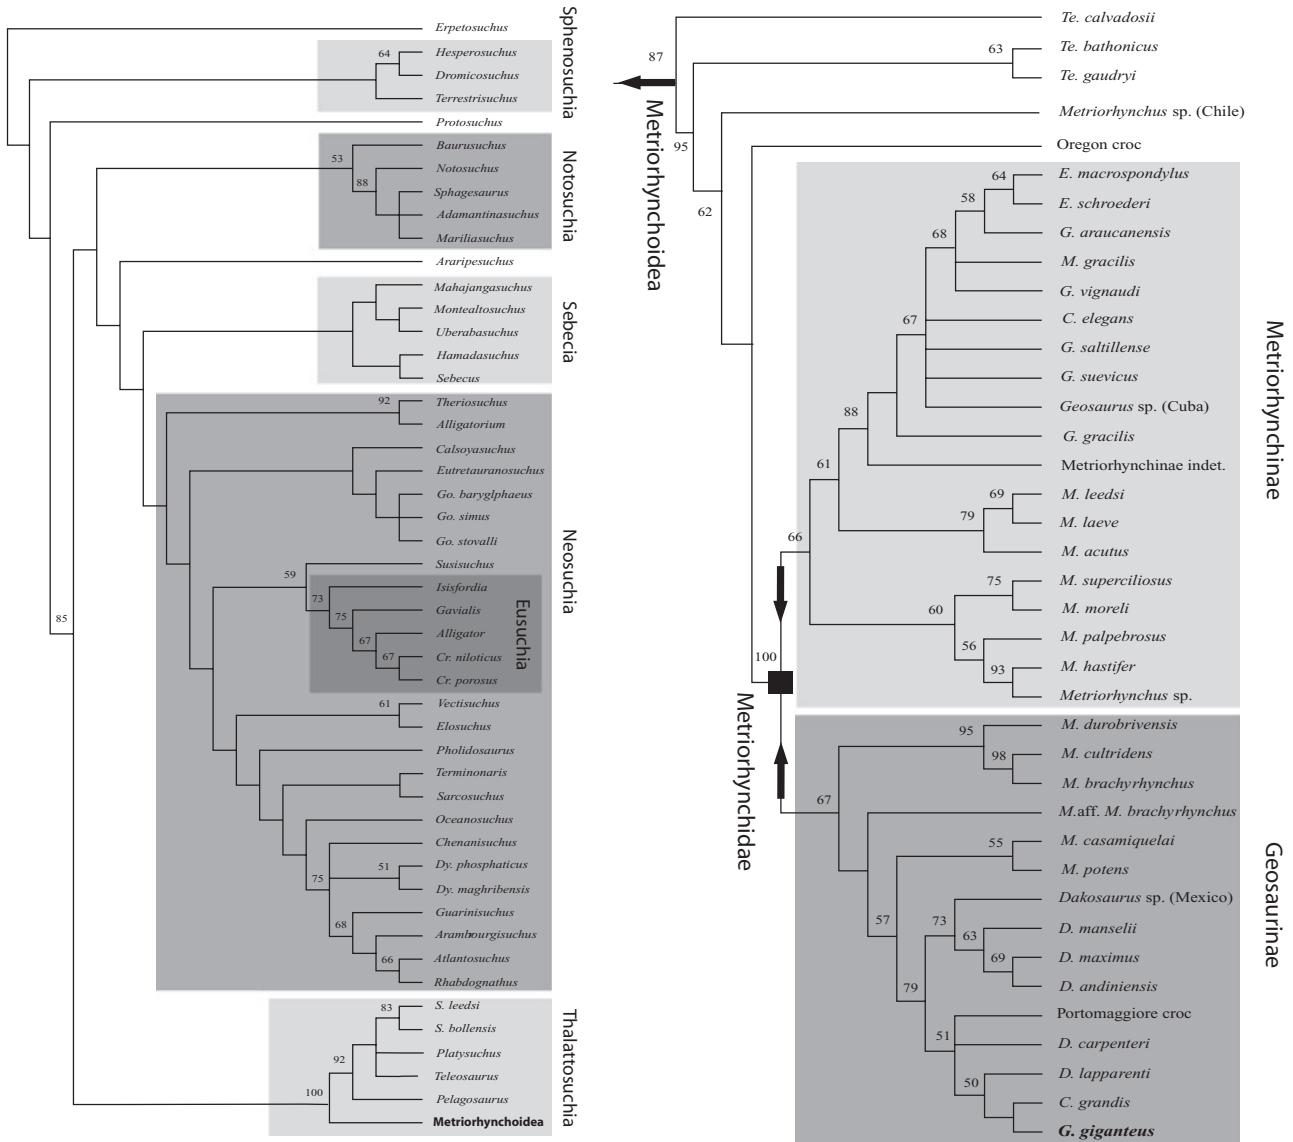 Erpetosuchus
64
Hesperosuchus
Dromicosuchus
Terrestrisuchus
Sphenosuchia
Protosuchus
53
88
Baurusuchus
Notosuchus
Sphagesaurus
Adamantinasuchus
Mariliasuchus
Notosuchia
Araripesuchus
Mahajangasuchus
Montealtosuchus
Uberabasuchus
Hamadasuchus
Sebecus
Sebecia
92
Theriosuchus
Alligatorium
Calsoyasuchus
Eutretauranosuchus
Go. baryglphaeus
Go. simus
Go. stovalli
59
Susisuchus
73
Isisfordia
75
Gavialis
67
Alligator
67
Cr. niloticus
Cr. porosus
Eusuchia
Neosuchia
85
61
Vectisuchus
Elosuchus
Pholidosaurus
Terminonaris
Sarcosuchus
Oceanosuchus
Chenanisuchus
75
51
Dy. phosphaticus
Dy. maghribensis
68
Guarinisuchus
Arambourgisuchus
66
Atlantosuchus
Rhabdognathus
83
S. leedsi
S. bollensis
92
Platysuchus
Teleosaurus
100
Pelagosaurus
Metriorhynchoidea
Thalattosuchia
87
Metriorhynchoidea
Te. calvadosii
63
Te. bathonicus
Te. gaudryi
95
Metriorhynchus sp. (Chile)
62
Oregon croc
64
E. macrospondylus
58
E. schroederi
68
G. araucanensis
M. gracilis
G. vignaudi
67
C. elegans
G. saltillense
G. suevicus
Geosaurus sp. (Cuba)
88
G. gracilis
61
Metriorhynchinae indet.
69
M. leedsi
79
M. laeve
M. acutus
66
75
M. superciliosus
60
M. moreli
56
M. palpebrosus
93
M. hastifer
Metriorhynchus sp.
Metriorhynchinae
100
Metriorhynchidae
95
M. durobrivensis
98
M. cultridens
M. brachyrhynchus
67
M.aff. M. brachyrhynchus
55
M. casamiquelai
M. potens
57
73
Dakosaurus sp. (Mexico)
63
D. manselii
69
D. maximus
D. andiniensis
79
Portomaggiore croc
51
D. carpenteri
50
D. lapparenti
C. grandis
G. giganteus
Geosaurinae